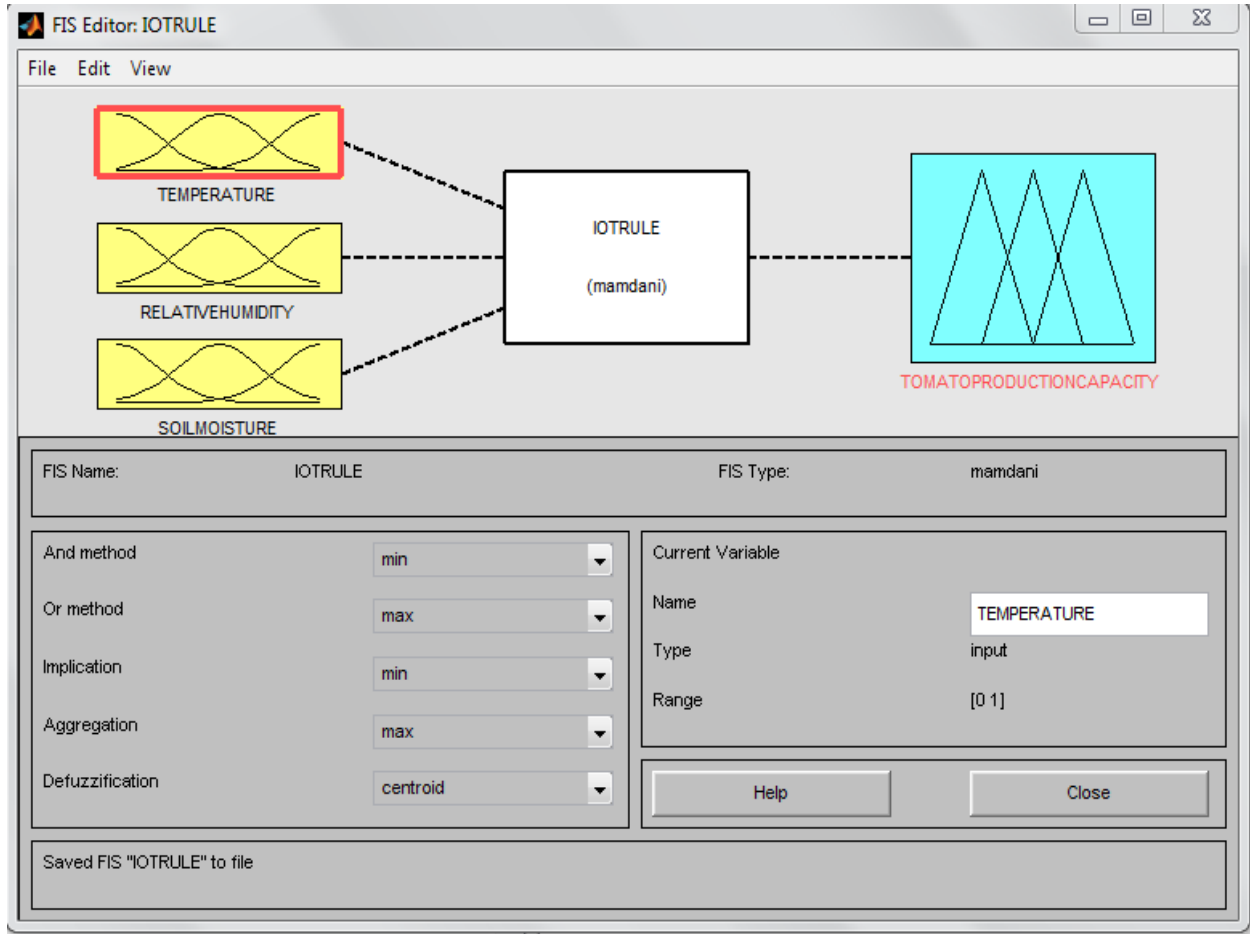 FIS Editor: IOTRULE
File Edit View
TEMPERATURE
RELATIVEHUMIDITY
SOILMOISTURE
IOTRULE
(mamdani)
TOMATOPRODUCTIONCAPACITY
FIS Name: IOTRULE FIS Type: mamdani
And method min
Or method max
Implication min
Aggregation max
Defuzzification centroid
Current Variable
Name TEMPERATURE
Type input
Range [0 1]
Help Close
Saved FIS "IOTRULE" to file